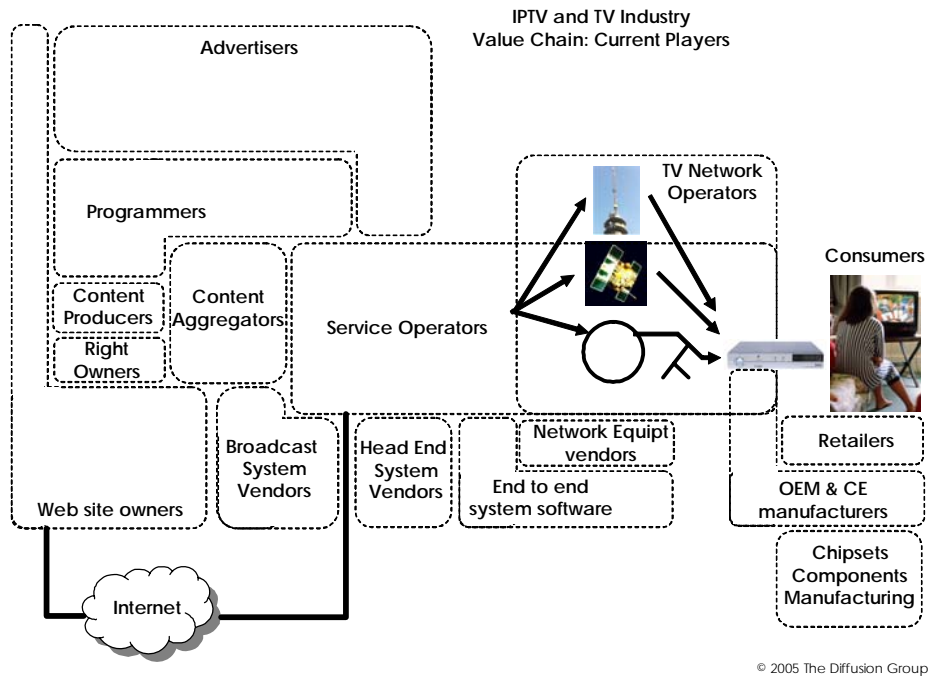 IPTV and TV Industry
Value Chain: Current Players
Advertisers
TV Network
Operators
Programmers
Consumers
Content
Producers
Content
Aggregators
Service Operators
Right
Owners
Broadcast
System
Vendors
Head End
System
Vendors
Network Equipt
vendors
Retailers
End to end
system software
OEM & CE
manufacturers
Web site owners
Chipsets
Components
Manufacturing
Internet
© 2005 The Diffusion Group